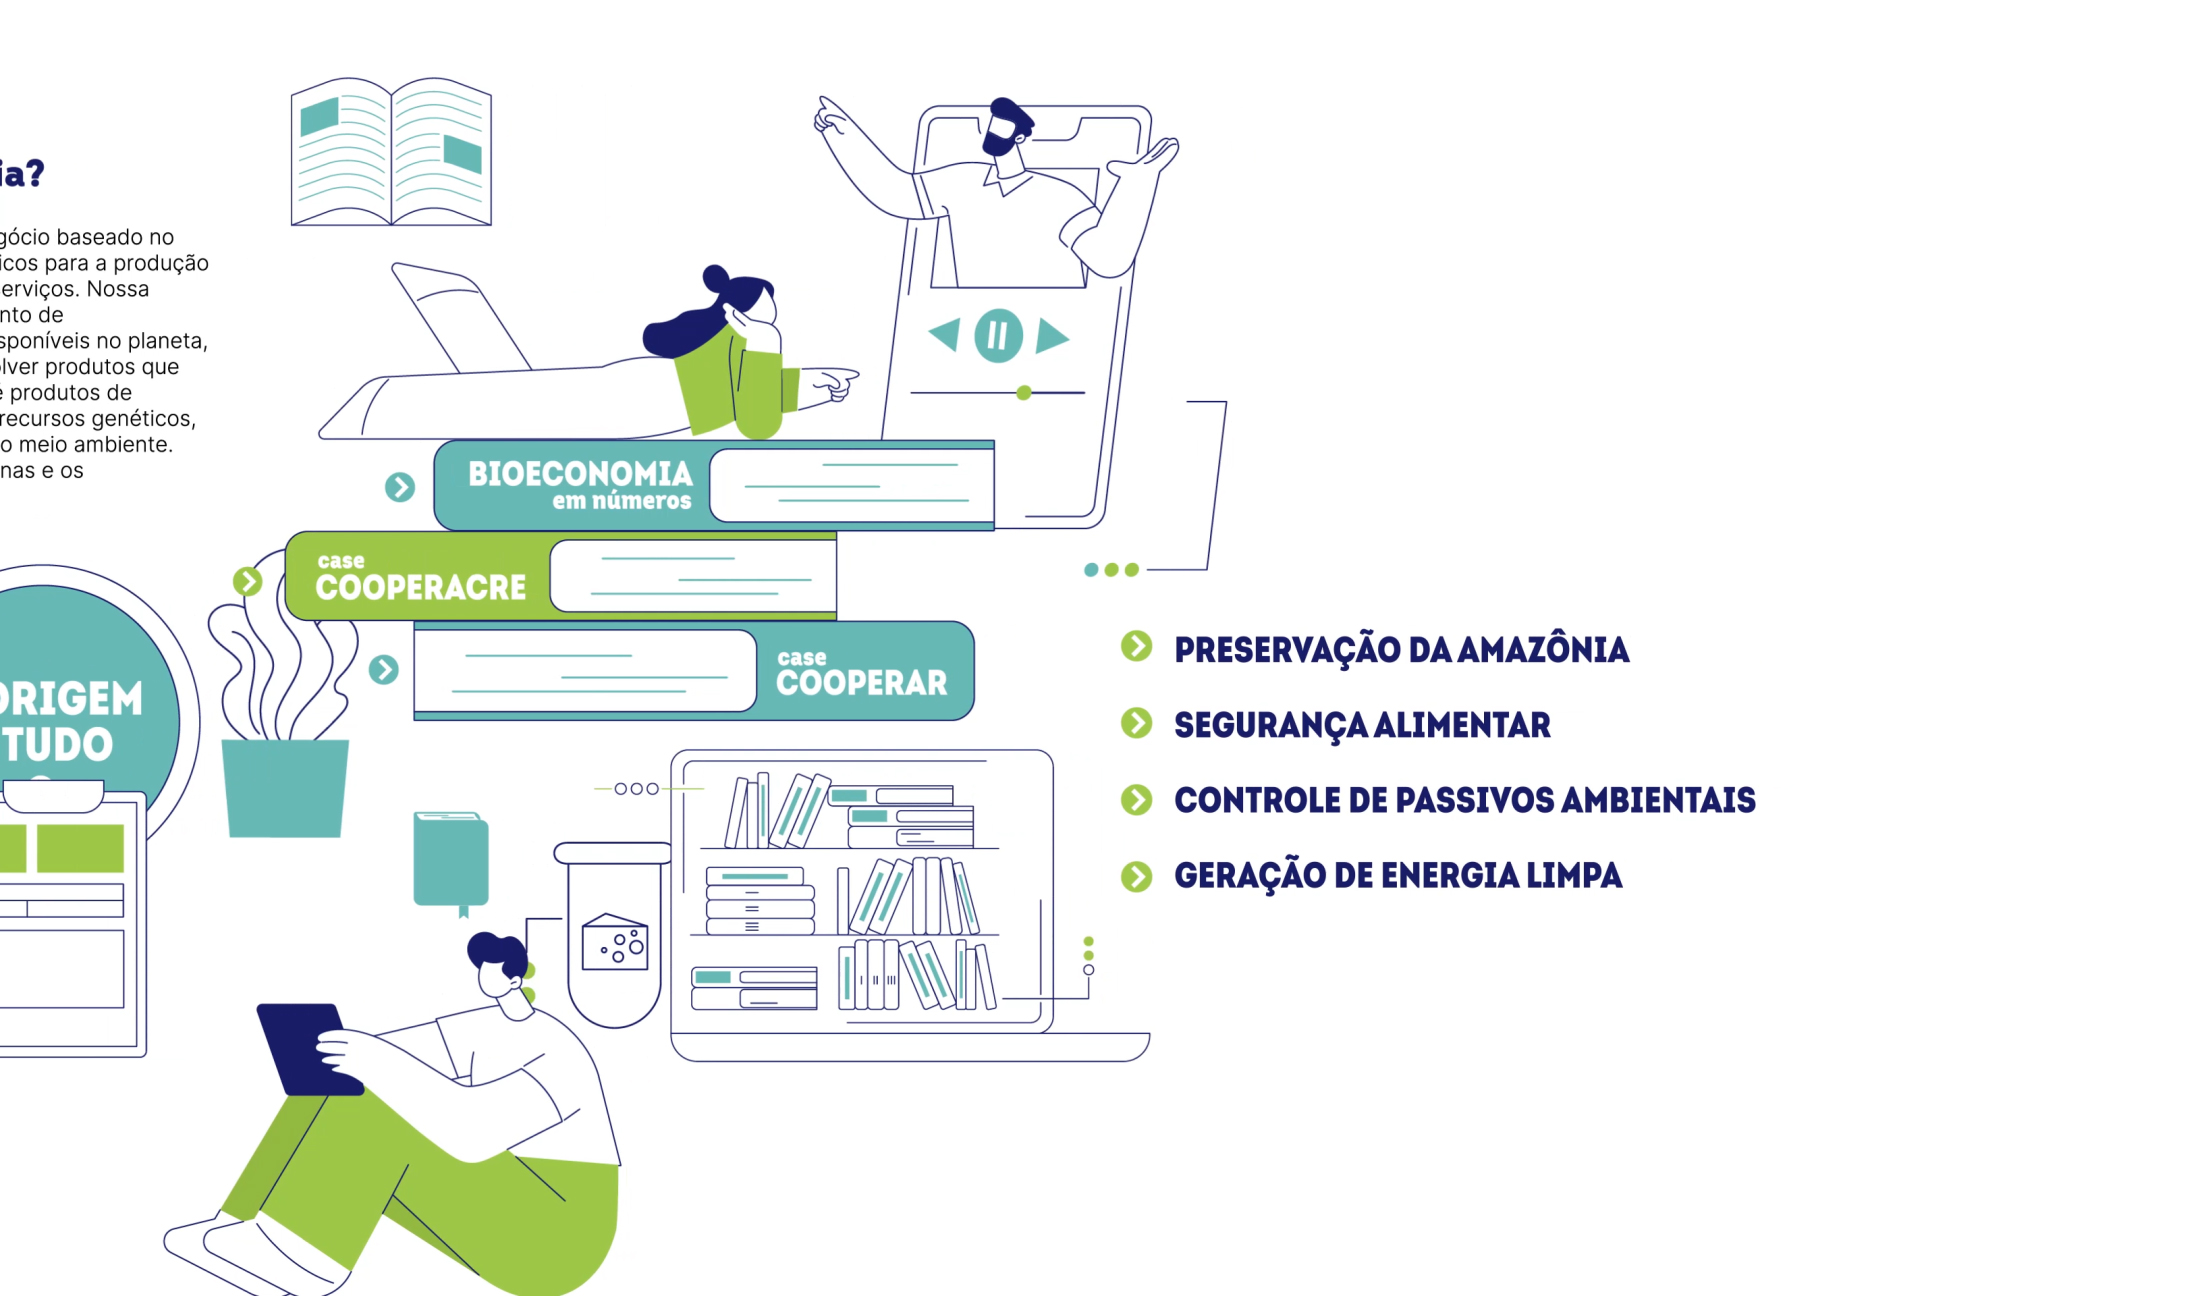 ia?
gócio baseado no
icos para a produção
erviços. Nossa
nto de
sponíveis no planeta,
lver produtos que
é produtos de
recursos genéticos,
o meio ambiente.
nas e os
ORIGEM
TUDO
BIOECONOMIA
em números
case
COOPERACRE
case
COOPERAR
PRESERVAÇÃO DA AMAZÔNIA
SEGURANÇA ALIMENTAR
CONTROLE DE PASSIVOS AMBIENTAIS
GERAÇÃO DE ENERGIA LIMPA